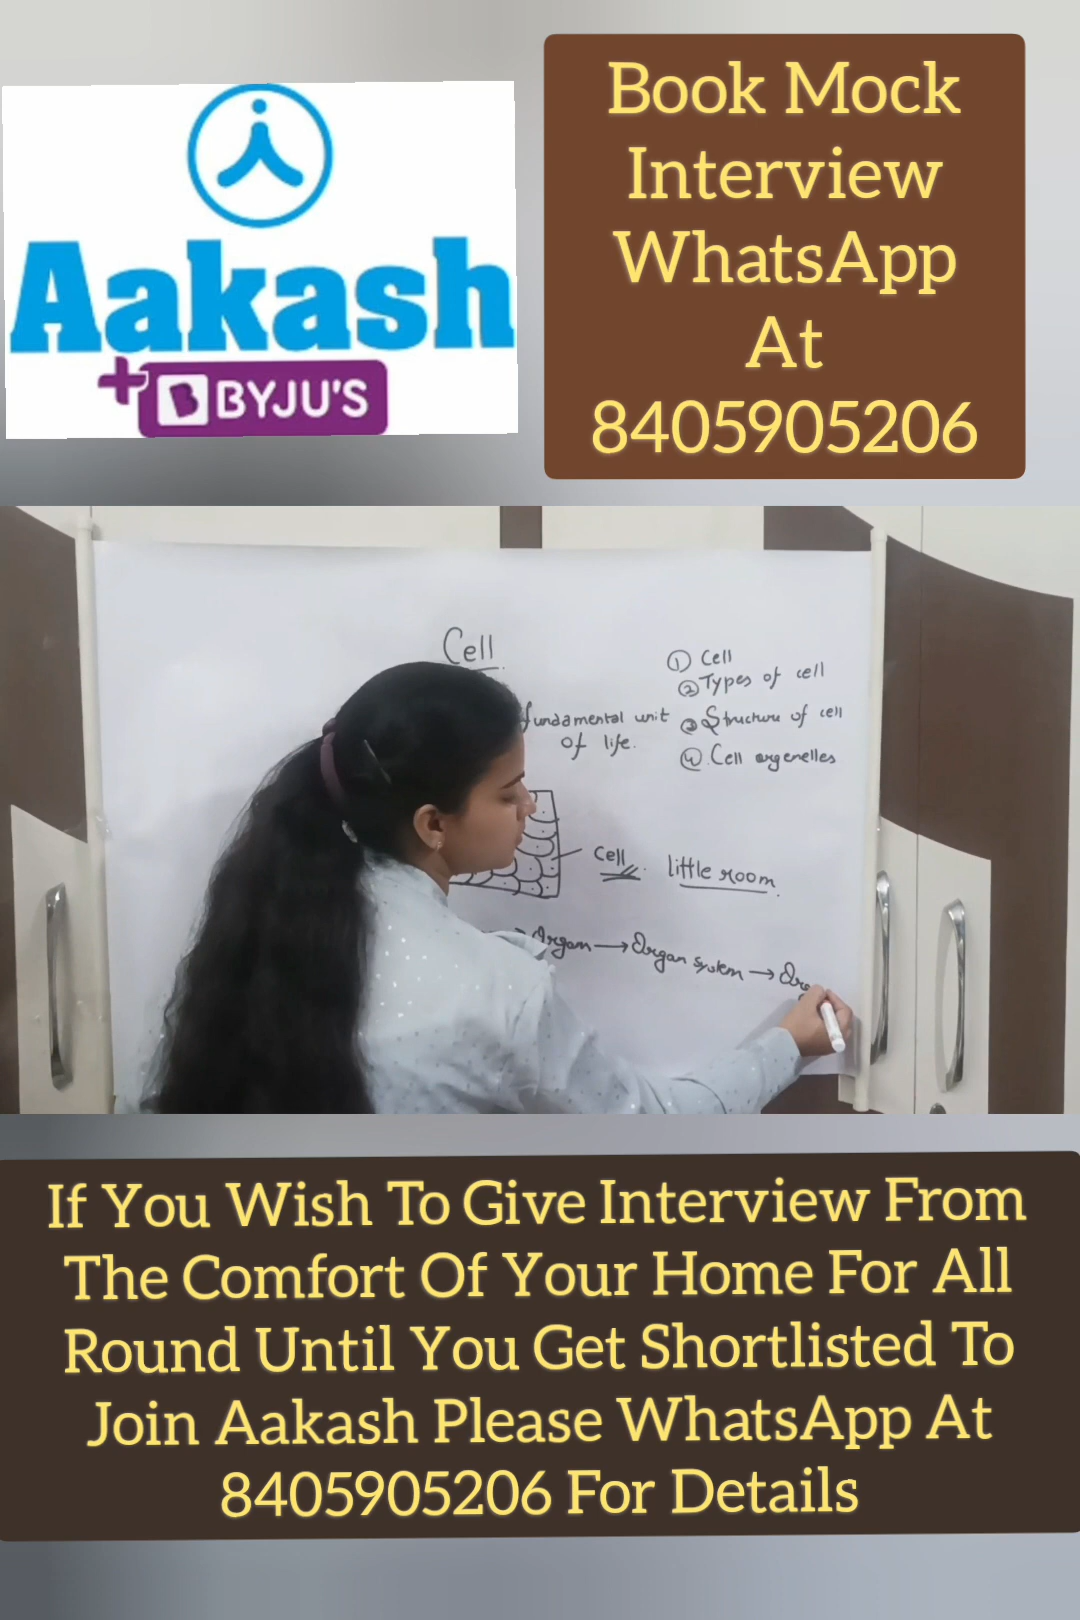 Aakash
+ BYJU'S
Book Mock
Interview
WhatsApp
At
8405905206
Cell
fundamental unit
of life.
① Cell
② Types of cell
③ Structure of cell
④ Cell orgenelles
Cell
little room
Organ → Organ system → Org
If You Wish To Give Interview From
The Comfort Of Your Home For All
Round Until You Get Shortlisted To
Join Aakash Please WhatsApp At
8405905206 For Details